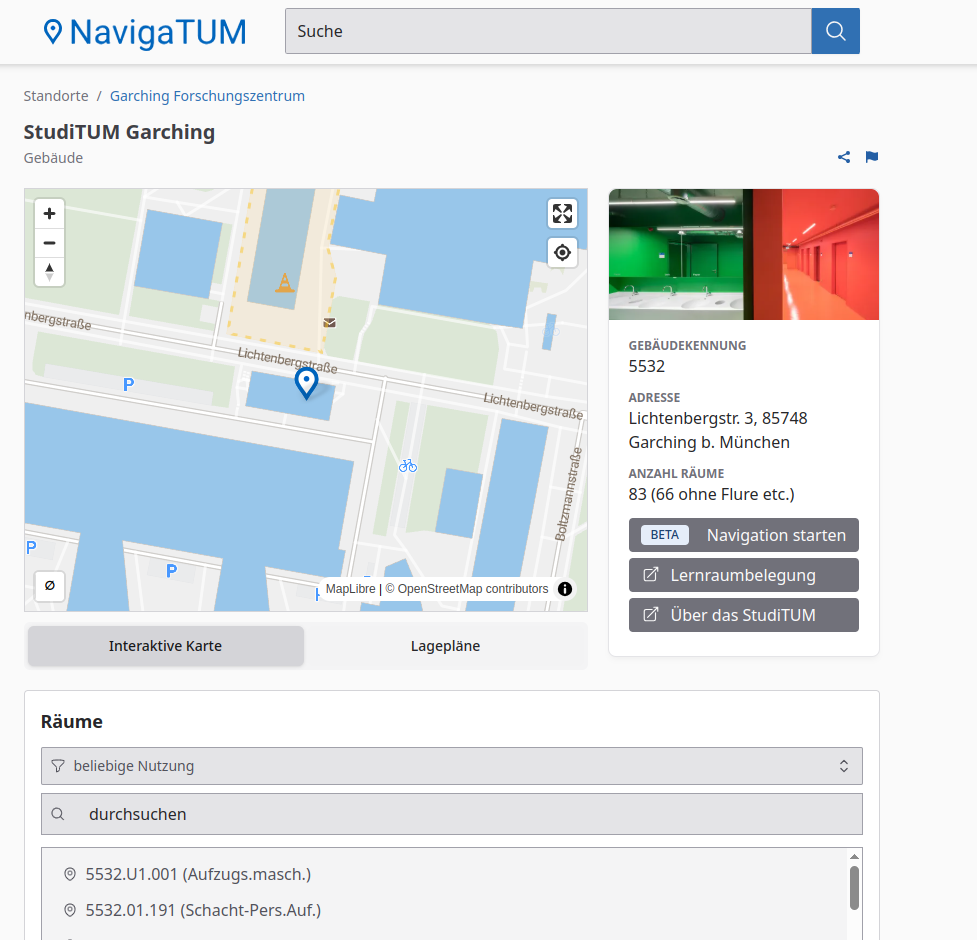 NavigaTUM
Suche
Standorte / Garching Forschungszentrum
StudiTUM Garching
Gebäude
nbergstraße
Lichtenbergstraße
Lichtenbergstraße
Boltzmannstraße
P
P
P
MapLibre | © OpenStreetMap contributors
Interaktive Karte
Lagepläne
GEBÄUDEKENNUNG
5532
ADRESSE
Lichtenbergstr. 3, 85748
Garching b. München
ANZAHL RÄUME
83 (66 ohne Flure etc.)
BETA Navigation starten
Lernraumbelegung
Über das StudiTUM
Räume
beliebige Nutzung
durchsuchen
5532.U1.001 (Aufzugs.masch.)
5532.01.191 (Schacht-Pers.Auf.)